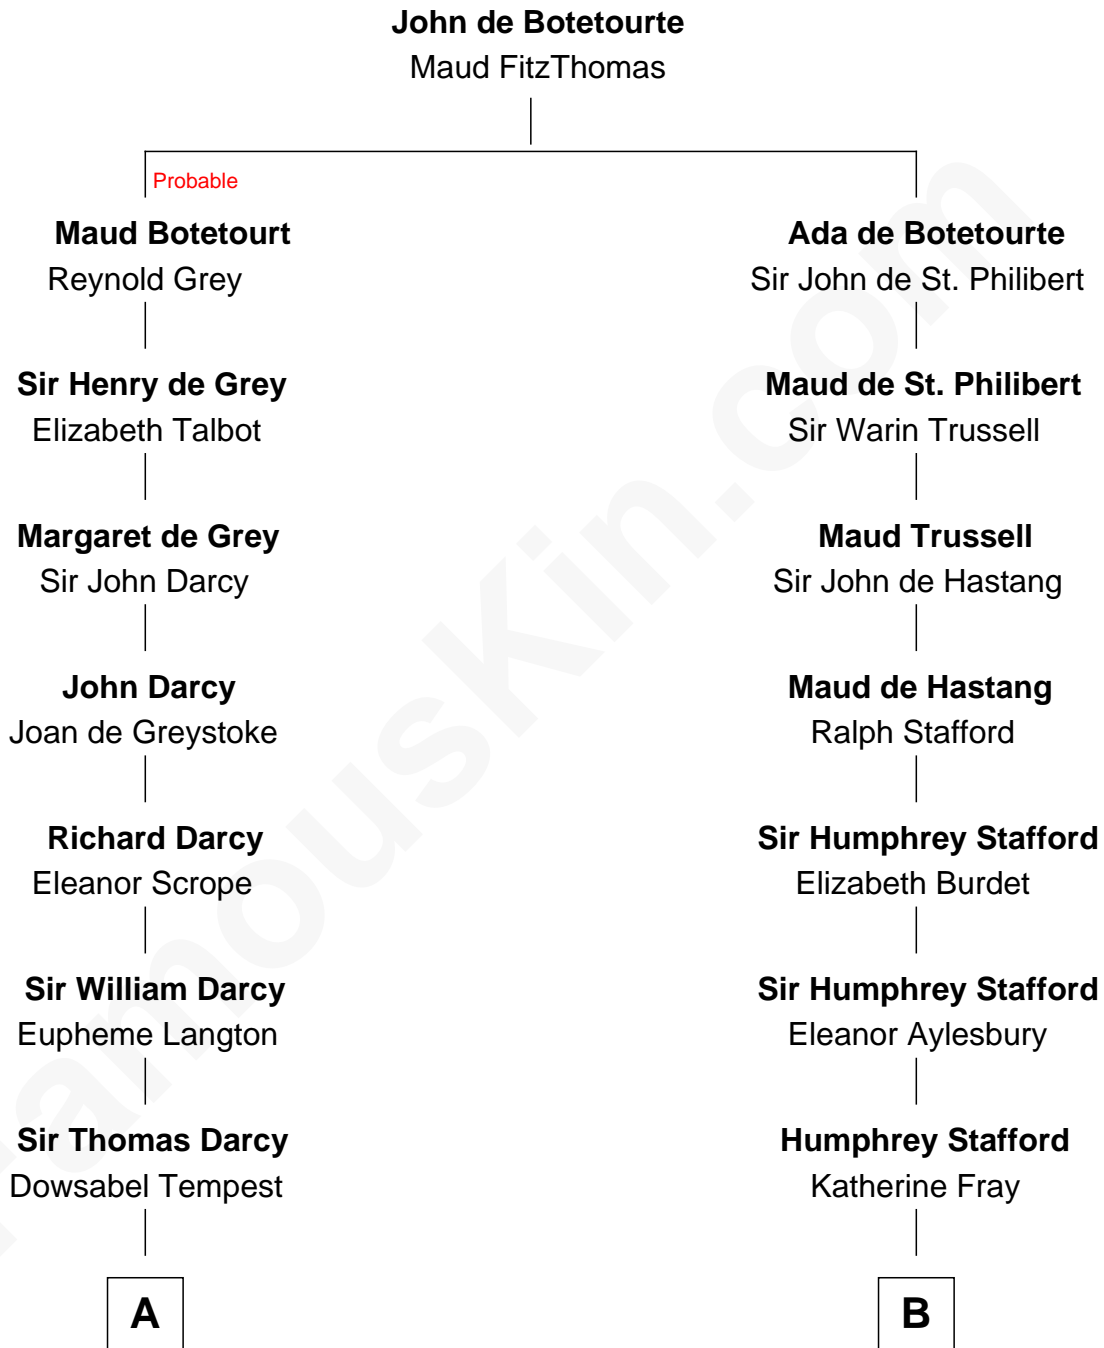 John de Botetourte
Maud FitzThomas
Probable
Maud Botetourt
Reynold Grey
Sir Henry de Grey
Elizabeth Talbot
Margaret de Grey
Sir John Darcy
John Darcy
Joan de Greystoke
Richard Darcy
Eleanor Scrope
Sir William Darcy
Eupheme Langton
Sir Thomas Darcy
Dowsabel Tempest
A
Ada de Botetourte
Sir John de St. Philibert
Maud de St. Philibert
Sir Warin Trussell
Maud Trussell
Sir John de Hastang
Maud de Hastang
Ralph Stafford
Sir Humphrey Stafford
Elizabeth Burdet
Sir Humphrey Stafford
Eleanor Aylesbury
Humphrey Stafford
Katherine Fray
B
FamousKin.com